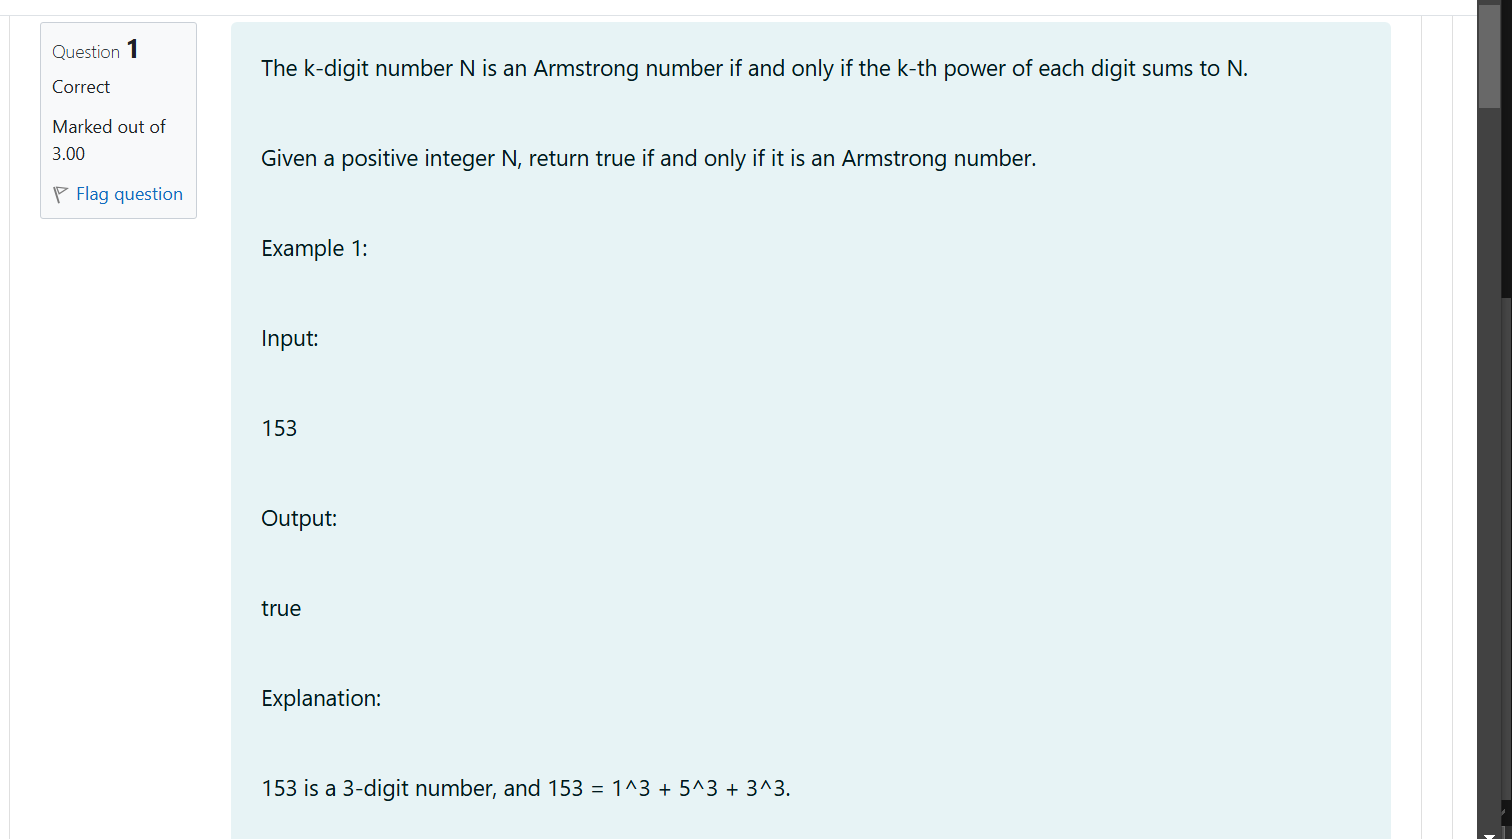 Question 1
Correct
Marked out of
3.00
Flag question
The k-digit number N is an Armstrong number if and only if the k-th power of each digit sums to N.
Given a positive integer N, return true if and only if it is an Armstrong number.
Example 1:
Input:
153
Output:
true
Explanation:
153 is a 3-digit number, and 153 = 1^3 + 5^3 + 3^3.